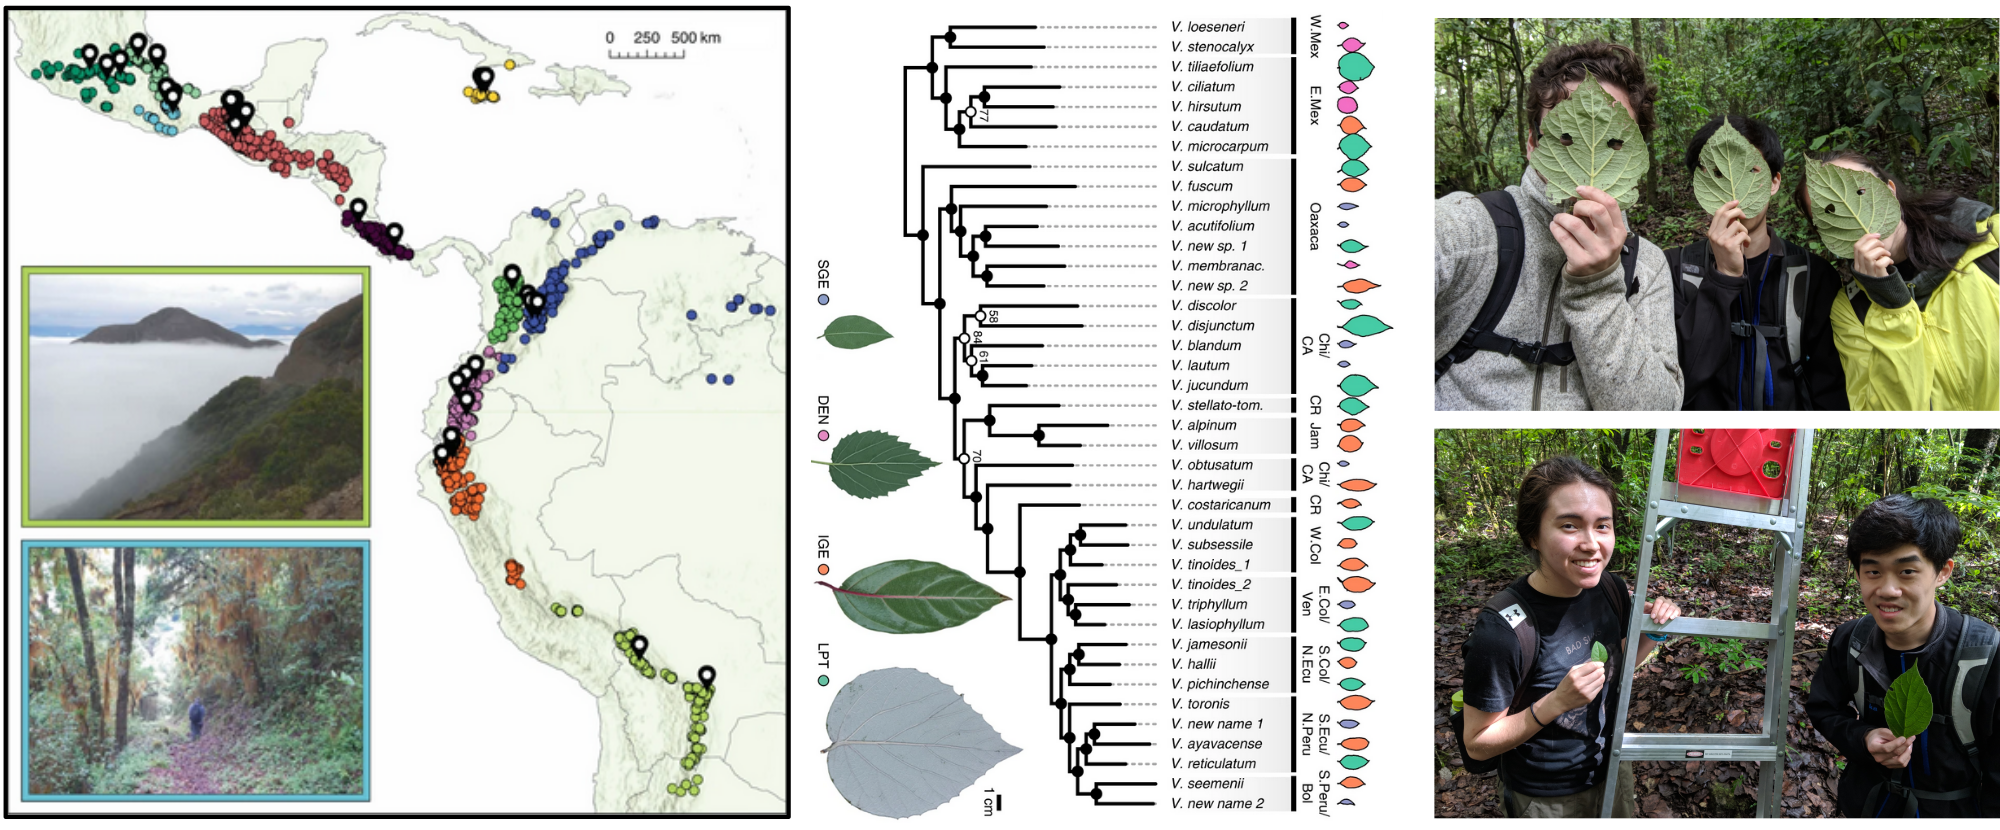 0 250 500 km
SGE
DEN
IGE
LPT
1 cm
77
58
84
61
70
V. loeseneri
V. stenocalyx
V. tiliaefolium
V. ciliatum
V. hirsutum
V. caudatum
V. microcarpum
V. sulcatum
V. fuscum
V. microphyllum
V. acutifolium
V. new sp. 1
V. membranac.
V. new sp. 2
V. discolor
V. disjunctum
V. blandum
V. lautum
V. jucundum
V. stellato-tom.
V. alpinum
V. villosum
V. obtusatum
V. hartwegii
V. costaricanum
V. undulatum
V. subsessile
V. tinoides_1
V. tinoides_2
V. triphyllum
V. lasiophyllum
V. jamesonii
V. hallii
V. pichinchense
V. toronis
V. new name 1
V. ayavacense
V. reticulatum
V. seemenii
V. new name 2
W.Mex
E.Mex
Oaxaca
Chi/
CA
CR
Jam
Chi/
CA
CR
W.Col
E.Col/
Ven
S.Col/
N.Ecu
S.Ecu/
N.Peru
S.Peru/
Bol
BAD